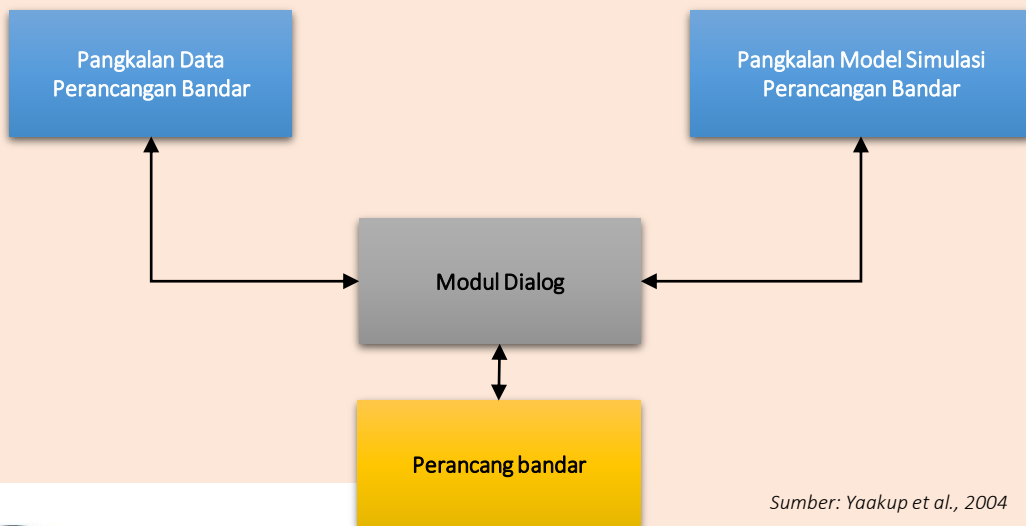 Pangkalan Data
Perancangan Bandar
Pangkalan Model Simulasi
Perancangan Bandar
Modul Dialog
Perancang bandar
Sumber: Yaakup et al., 2004